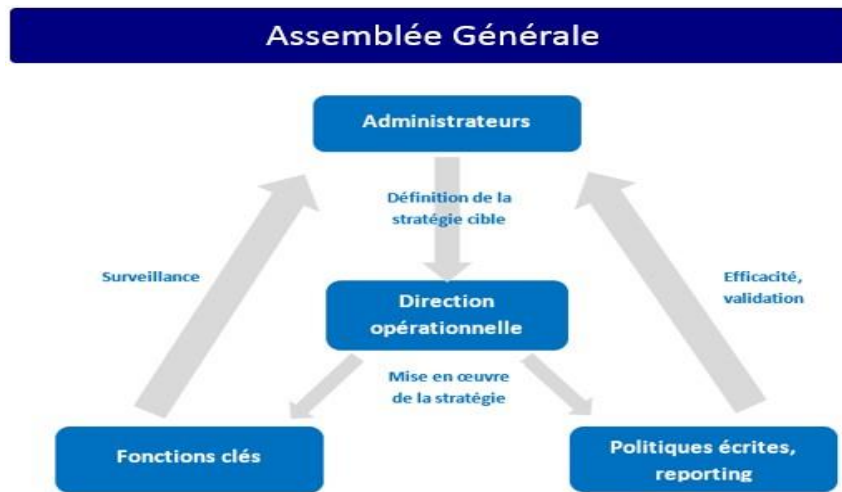 Assemblée Générale
Administrateurs
Définition de la
stratégie cible
Surveillance
Efficacité,
validation
Direction
opérationnelle
Mise en œuvre
de la stratégie
Fonctions clés
Politiques écrites,
reporting